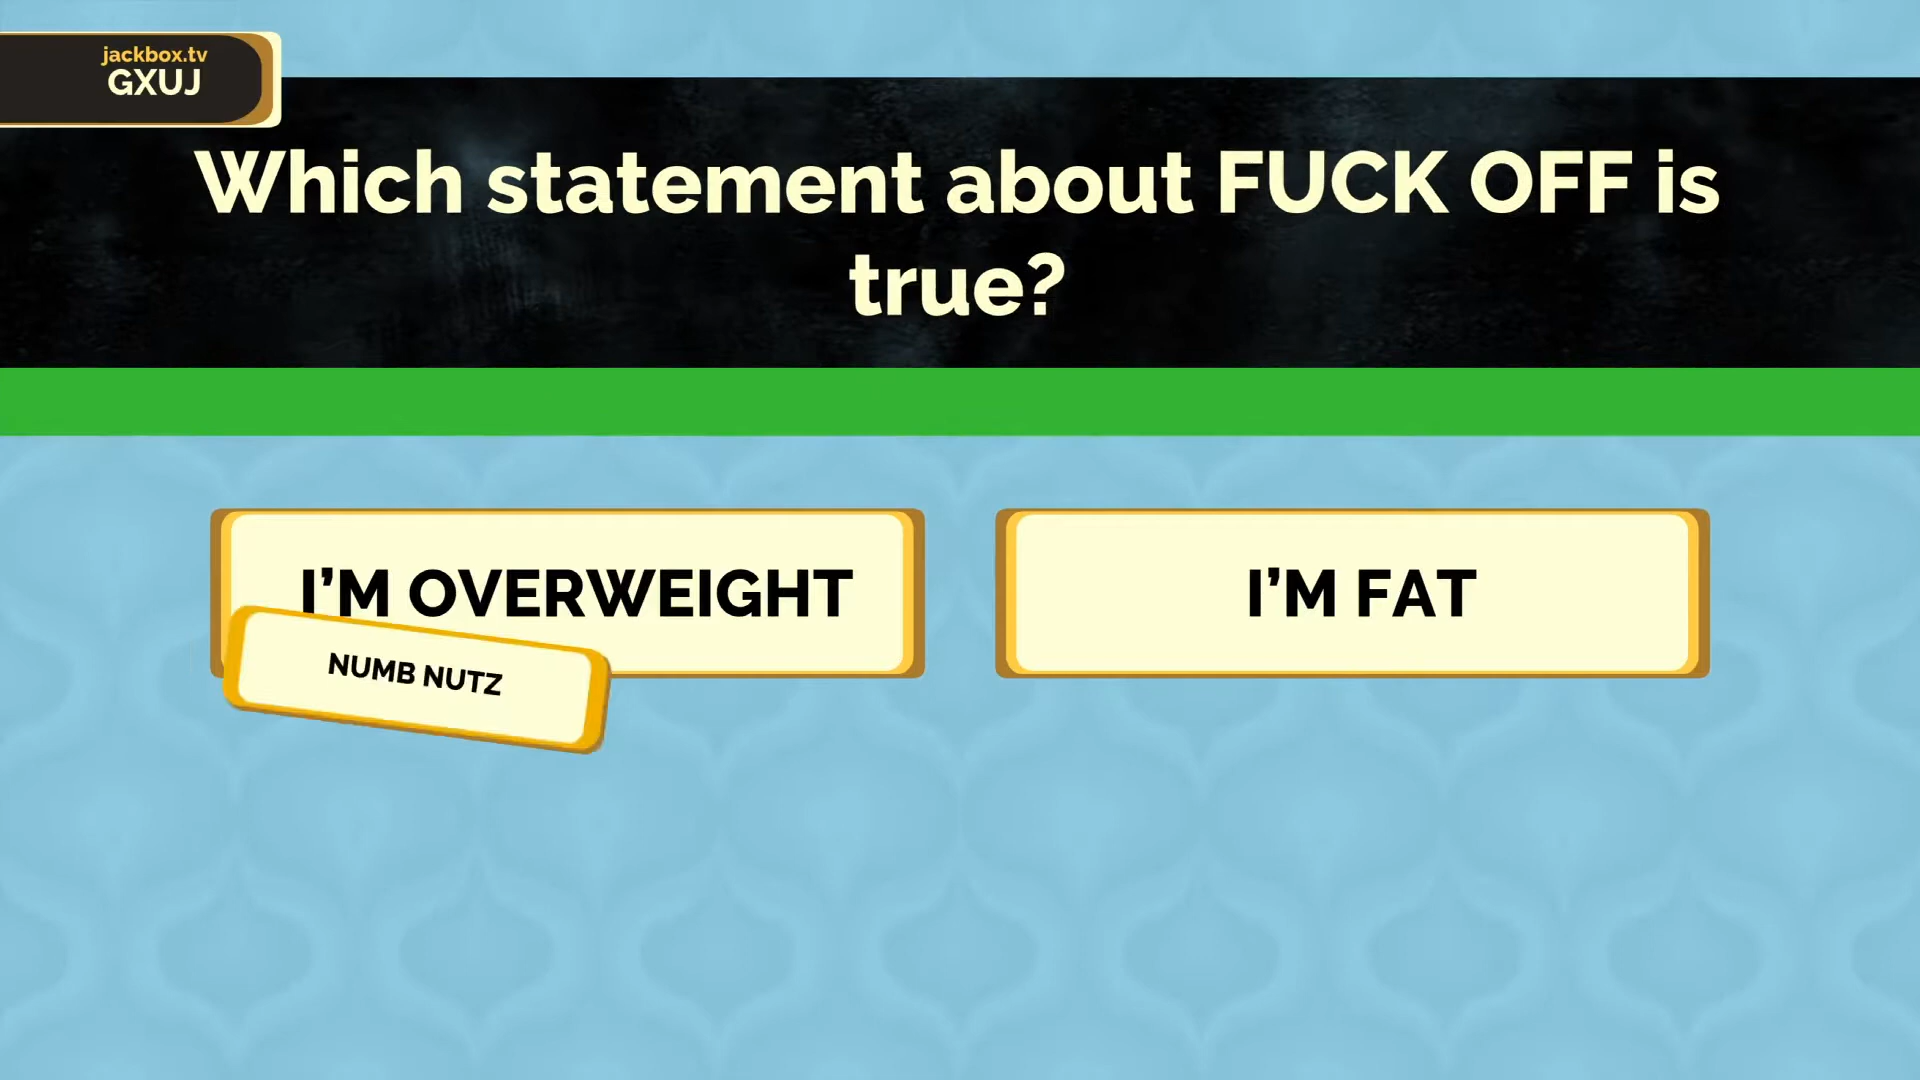 jackbox.tv
GXUJ
Which statement about FUCK OFF is
true?
I'M OVERWEIGHT
I'M FAT
NUMB NUTZ